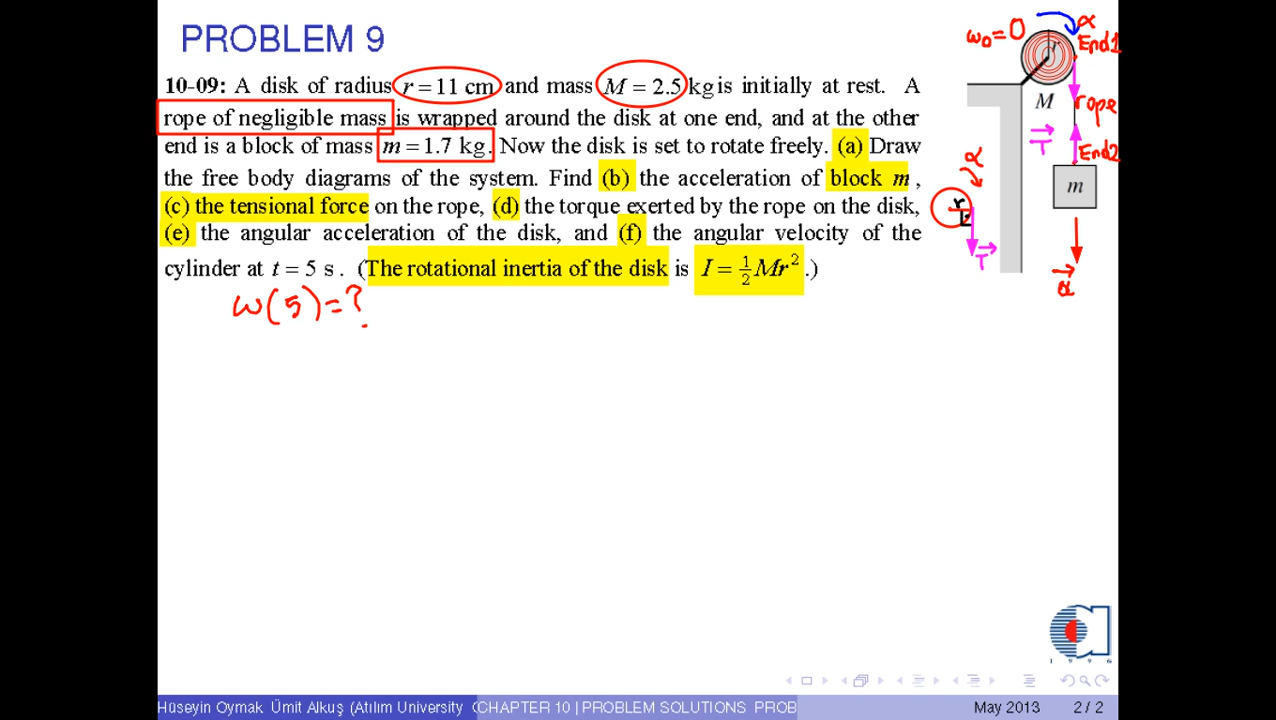 PROBLEM 9
10-09: A disk of radius r = 11 cm and mass M = 2.5 kg is initially at rest. A
rope of negligible mass is wrapped around the disk at one end, and at the other
end is a block of mass m = 1.7 kg. Now the disk is set to rotate freely. (a) Draw
the free body diagrams of the system. Find (b) the acceleration of block m,
(c) the tensional force on the rope, (d) the torque exerted by the rope on the disk,
(e) the angular acceleration of the disk, and (f) the angular velocity of the
cylinder at t = 5 s. (The rotational inertia of the disk is I = ½Mr².)
ω(5)=?
ω₀=0
α
End1
r
M
rope
T
End2
α
m
r
T
a
1996
Hüseyin Oymak, Ümit Alkuş (Atılım University CHAPTER 10 | PROBLEM SOLUTIONS PROB May 2013 2 / 2